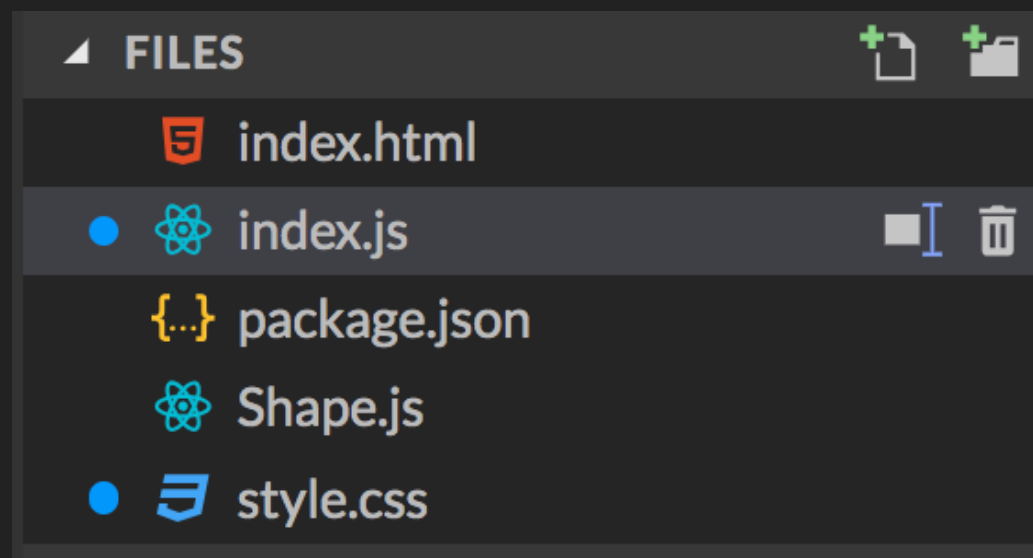 FILES
index.html
index.js
{...} package.json
Shape.js
style.css